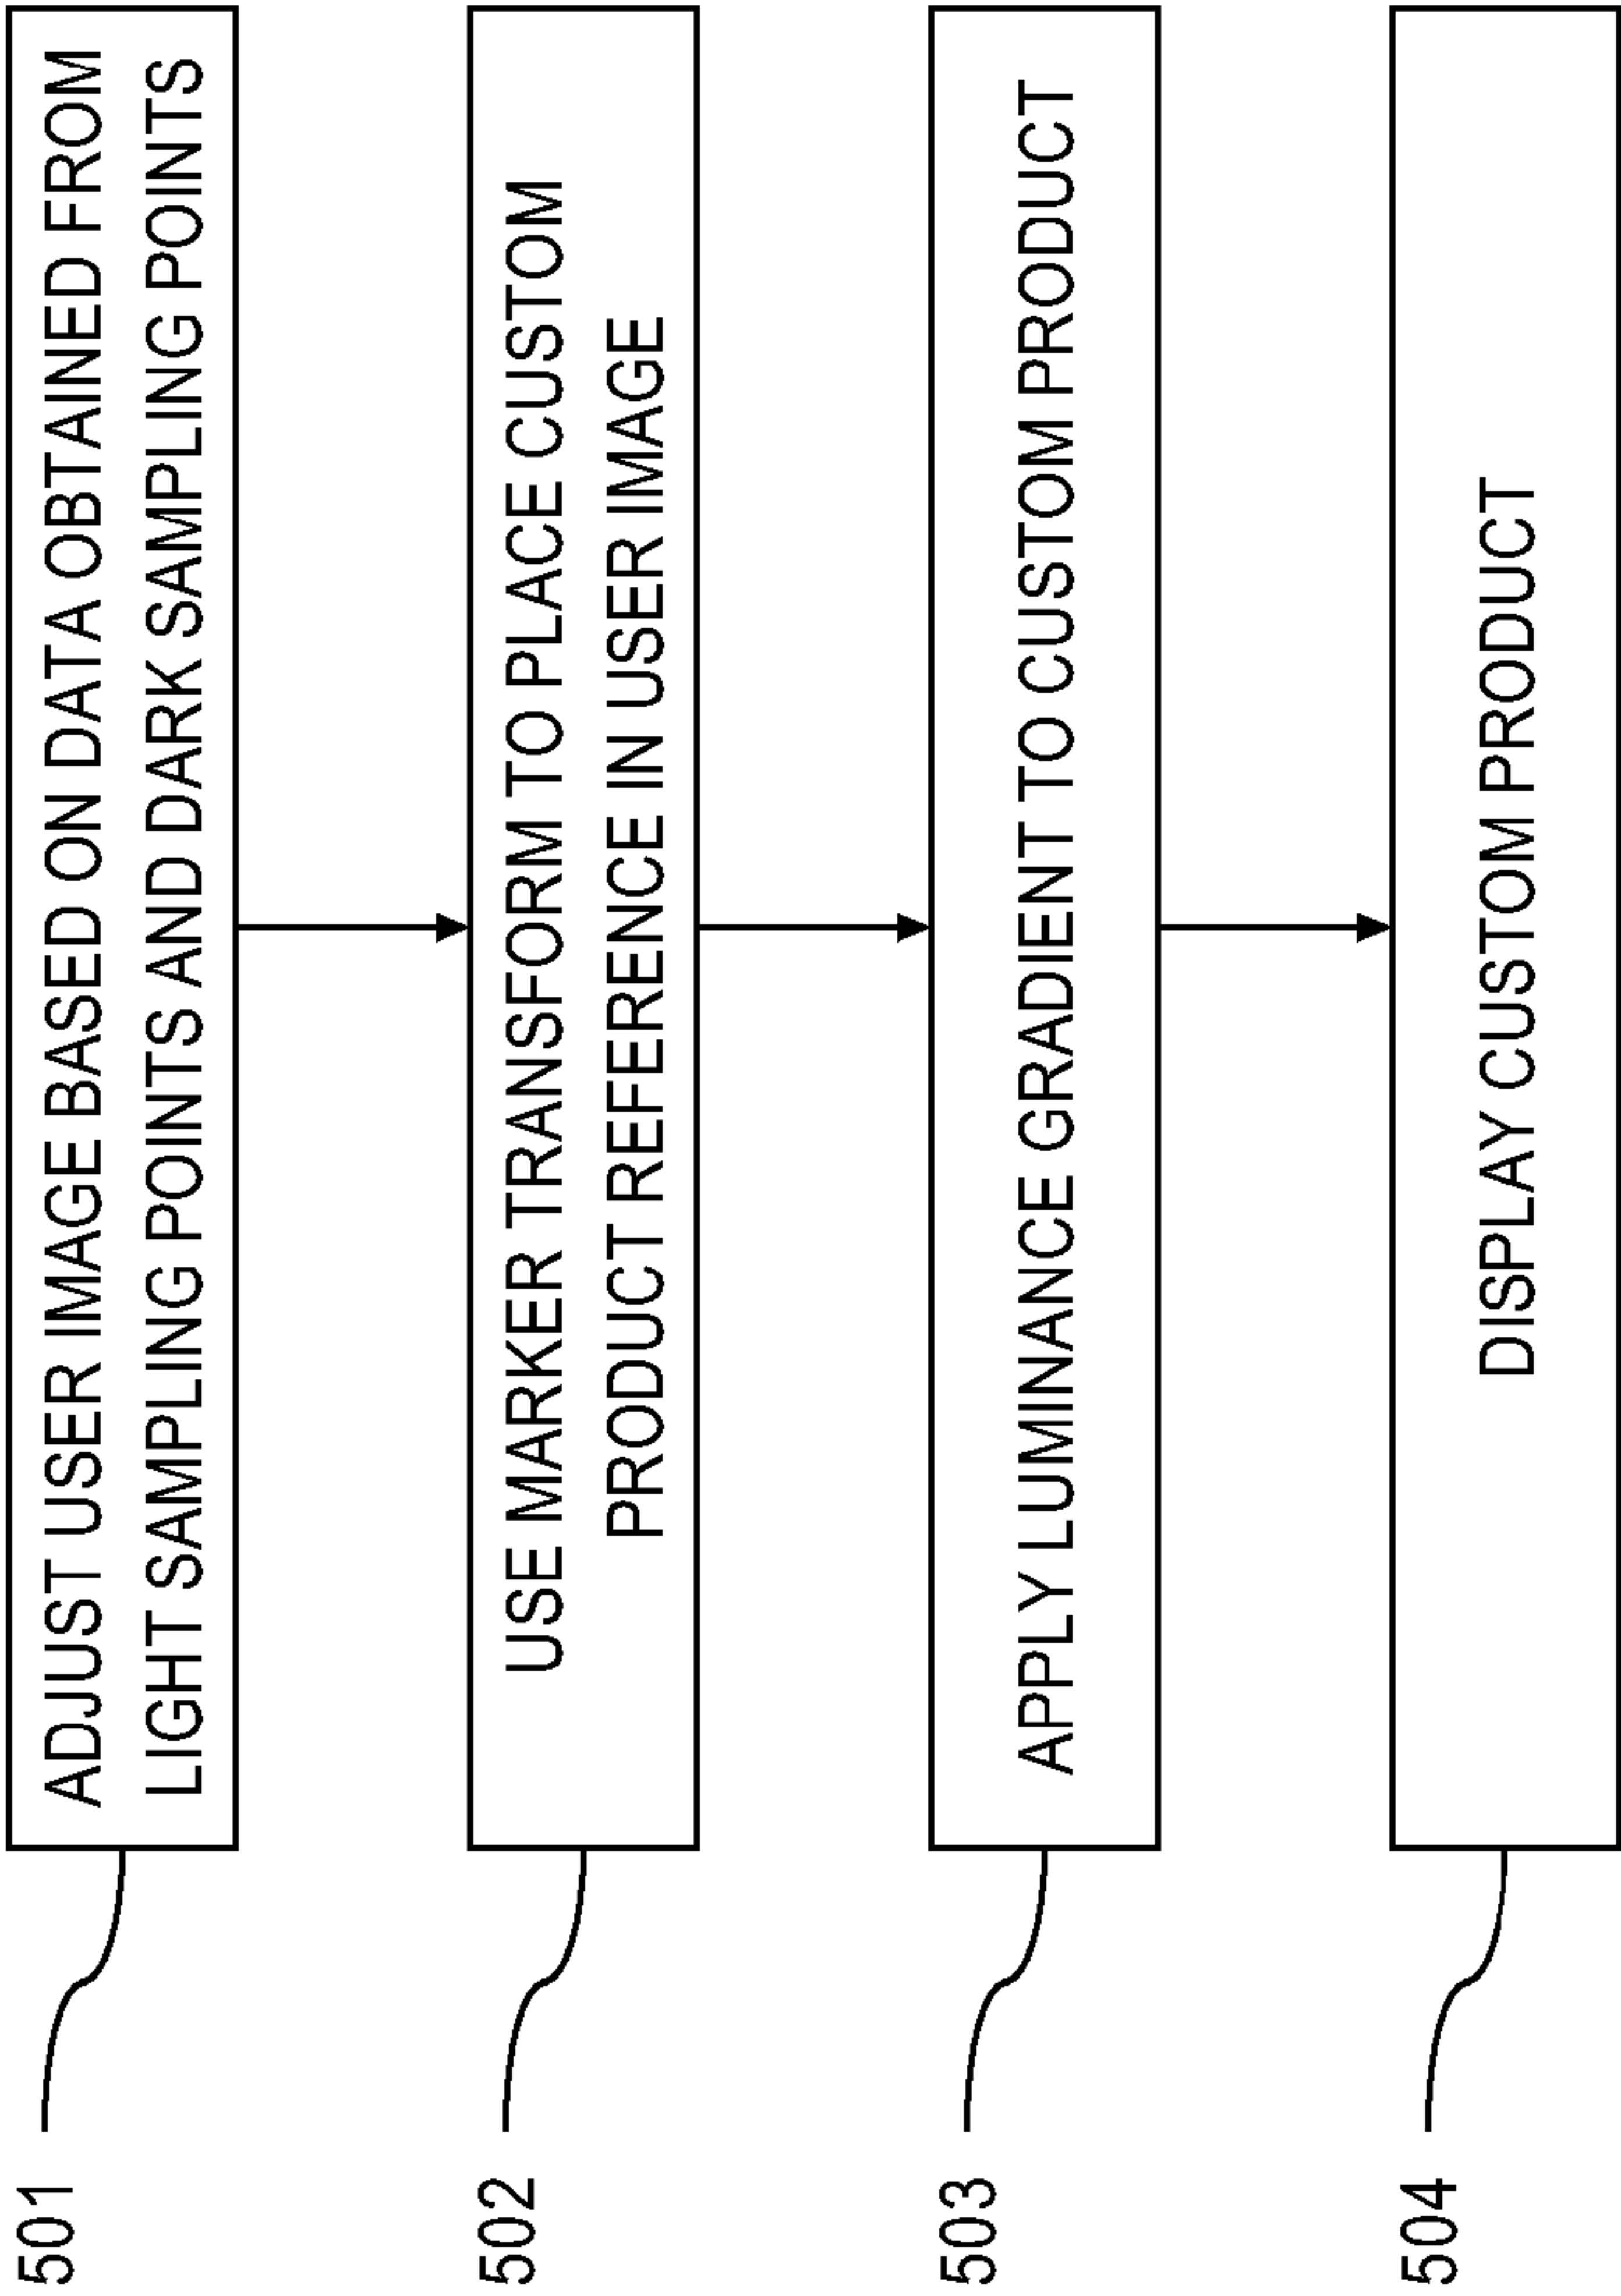 501
ADJUST USER IMAGE BASED ON DATA OBTAINED FROM
LIGHT SAMPLING POINTS AND DARK SAMPLING POINTS
502
USE MARKER TRANSFORM TO PLACE CUSTOM
PRODUCT REFERENCE IN USER IMAGE
503
APPLY LUMINANCE GRADIENT TO CUSTOM PRODUCT
504
DISPLAY CUSTOM PRODUCT